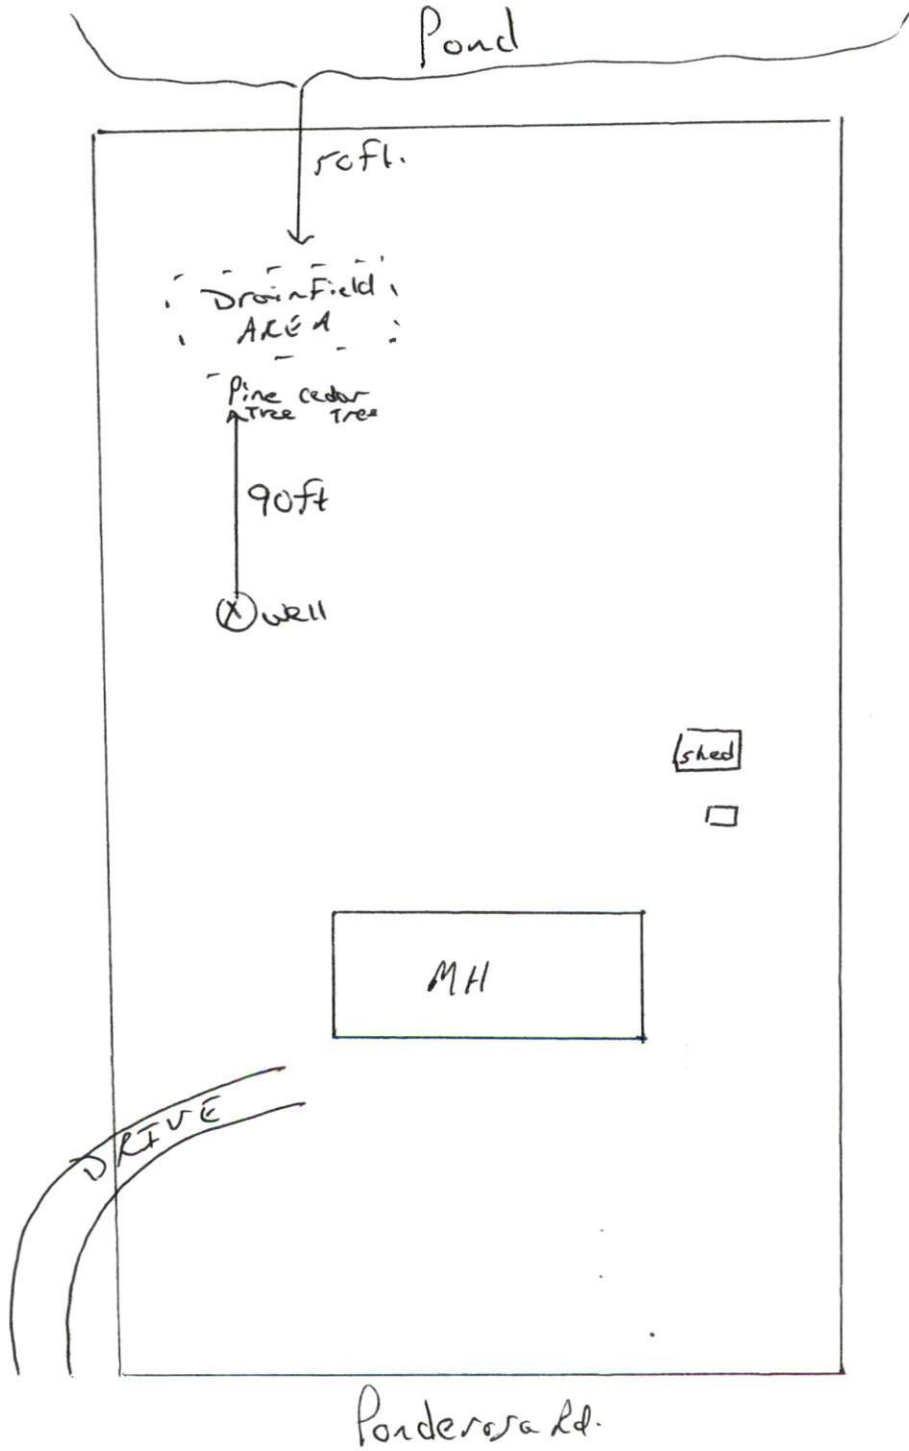 Pond
50ft.
Drainfield
AREA
Pine cedar
Tree Tree
90ft
X well
shed
MH
DRIVE
Ponderosa Rd.